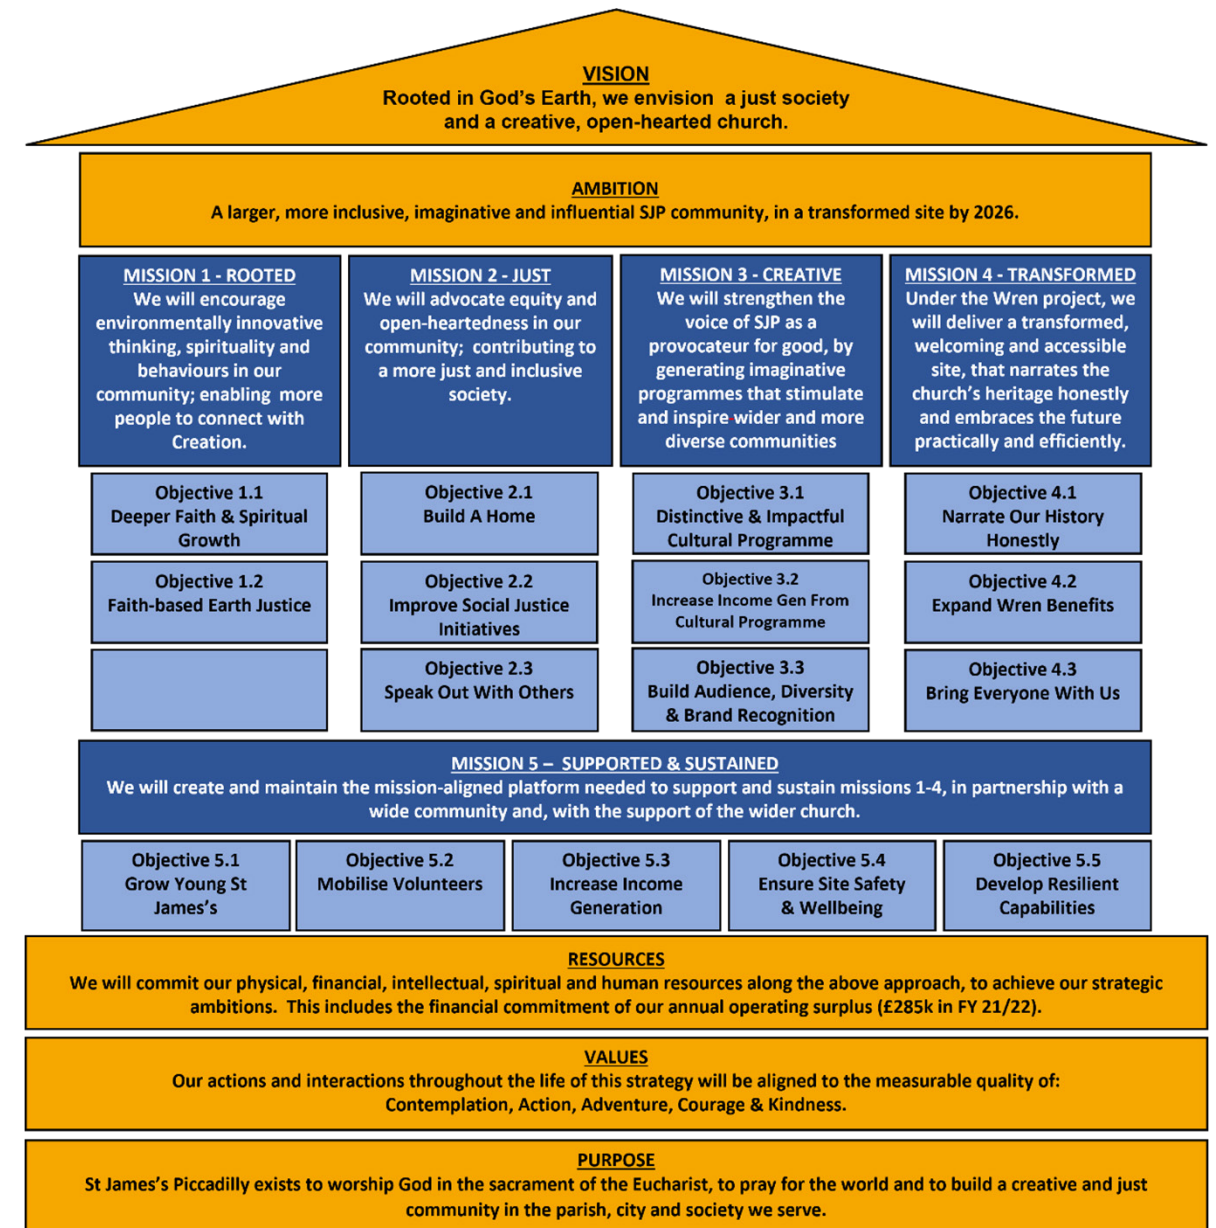 VISION
Rooted in God's Earth, we envision  a just society
and a creative, open-hearted church.
AMBITION
A larger, more inclusive, imaginative and influential SJP community, in a transformed site by 2026.
MISSION 1 - ROOTED
We will encourage
environmentally innovative
thinking, spirituality and
behaviours in our
community; enabling  more
people to connect with
Creation.
MISSION 2 - JUST
We will advocate equity and
open-heartedness in our
community;  contributing to
a more just and inclusive
society.
MISSION 3 - CREATIVE
We will strengthen the
voice of SJP as a
provocateur for good, by
generating imaginative
programmes that stimulate
and inspire wider and more
diverse communities
MISSION 4 - TRANSFORMED
Under the Wren project, we
will deliver a transformed,
welcoming and accessible
site, that narrates the
church's heritage honestly
and embraces the future
practically and efficiently.
Objective 1.1
Deeper Faith & Spiritual
Growth
Objective 2.1
Build A Home
Objective 3.1
Distinctive & Impactful
Cultural Programme
Objective 4.1
Narrate Our History
Honestly
Objective 1.2
Faith-based Earth Justice
Objective 2.2
Improve Social Justice
Initiatives
Objective 3.2
Increase Income Gen From
Cultural Programme
Objective 4.2
Expand Wren Benefits
Objective 2.3
Speak Out With Others
Objective 3.3
Build Audience, Diversity
& Brand Recognition
Objective 4.3
Bring Everyone With Us
MISSION 5 –  SUPPORTED & SUSTAINED
We will create and maintain the mission-aligned platform needed to support and sustain missions 1-4, in partnership with a
wide community and, with the support of the wider church.
Objective 5.1
Grow Young St
James's
Objective 5.2
Mobilise Volunteers
Objective 5.3
Increase Income
Generation
Objective 5.4
Ensure Site Safety
& Wellbeing
Objective 5.5
Develop Resilient
Capabilities
RESOURCES
We will commit our physical, financial, intellectual, spiritual and human resources along the above approach, to achieve our strategic
ambitions.  This includes the financial commitment of our annual operating surplus (£285k in FY 21/22).
VALUES
Our actions and interactions throughout the life of this strategy will be aligned to the measurable quality of:
Contemplation, Action, Adventure, Courage & Kindness.
PURPOSE
St James's Piccadilly exists to worship God in the sacrament of the Eucharist, to pray for the world and to build a creative and just
community in the parish, city and society we serve.